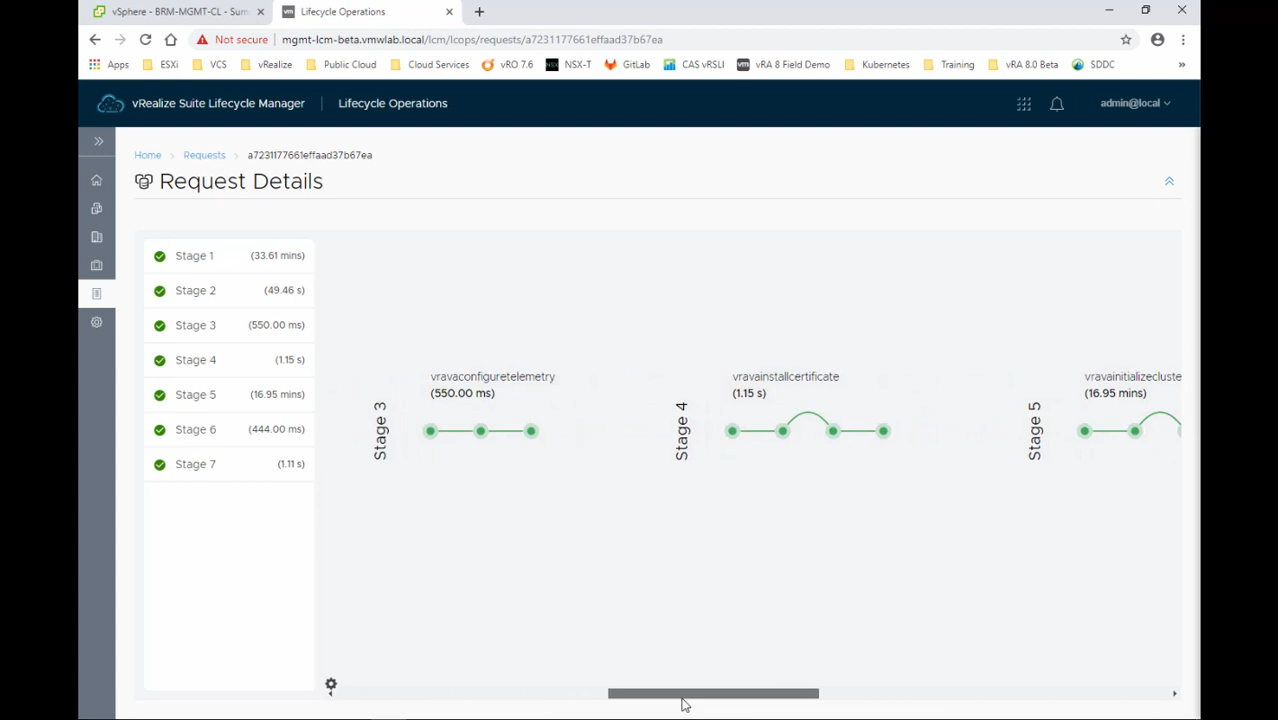 vSphere - BRM-MGMT-CL - Sum
Lifecycle Operations
Not secure
mgmt-lcm-beta.vmwlab.local/lcm/lcops/requests/a7231177661effaad37b67ea
Apps
ESXi
VCS
vRealize
Public Cloud
Cloud Services
vRO 7.6
NSX-T
GitLab
CAS vRSLI
vRA 8 Field Demo
Kubernetes
Training
vRA 8.0 Beta
SDDC
vRealize Suite Lifecycle Manager
Lifecycle Operations
admin@local
Home
Requests
a7231177661effaad37b67ea
Request Details
Stage 1 (33.61 mins)
Stage 2 (49.46 s)
Stage 3 (550.00 ms)
Stage 4 (1.15 s)
Stage 5 (16.95 mins)
Stage 6 (444.00 ms)
Stage 7 (1.11 s)
Stage 3
vravaconfiguretelemetry
(550.00 ms)
Stage 4
vravainstallcertificate
(1.15 s)
Stage 5
vravainitializecluste
(16.95 mins)